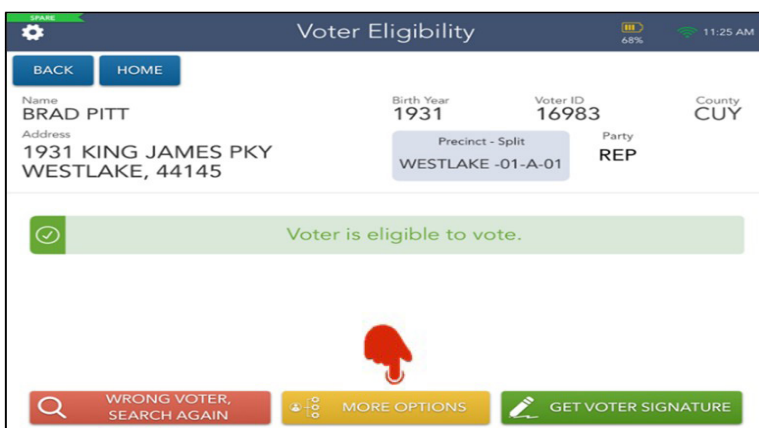 SPARE
Voter Eligibility
68%
11:25 AM
BACK
HOME
Name
BRAD PITT
Birth Year
1931
Voter ID
16983
County
CUY
Address
1931 KING JAMES PKY
WESTLAKE, 44145
Precinct - Split
WESTLAKE -01-A-01
Party
REP
Voter is eligible to vote.
WRONG VOTER,
SEARCH AGAIN
MORE OPTIONS
GET VOTER SIGNATURE